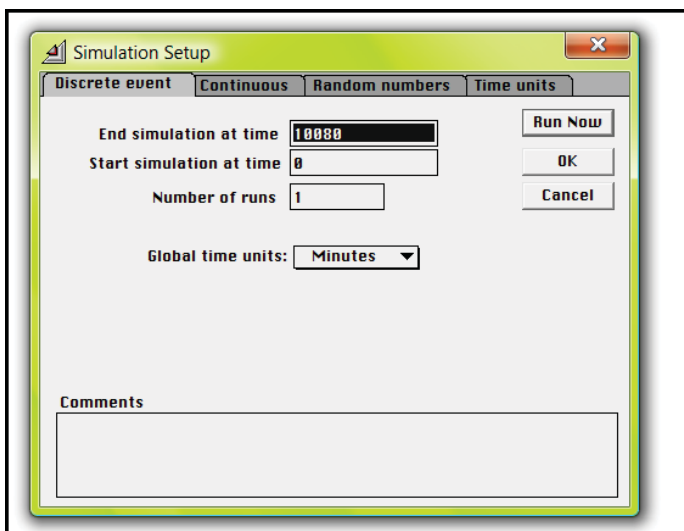 Simulation Setup
Discrete event Continuous Random numbers Time units
End simulation at time 10080
Start simulation at time 0
Number of runs 1
Global time units: Minutes
Run Now
OK
Cancel
Comments